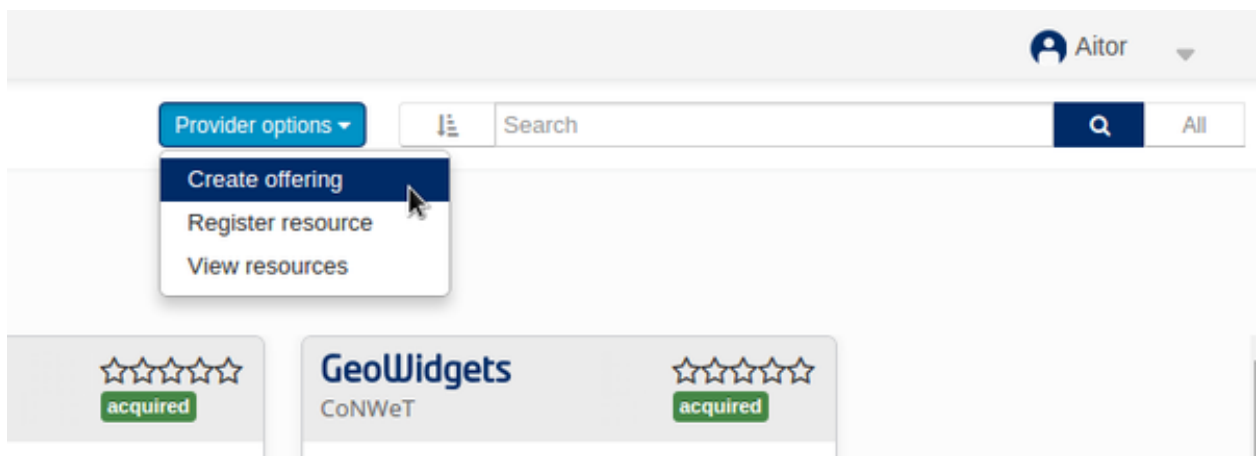 Aitor
Provider options
Search
All
Create offering
Register resource
View resources
acquired
GeoWidgets
CoNWeT
acquired